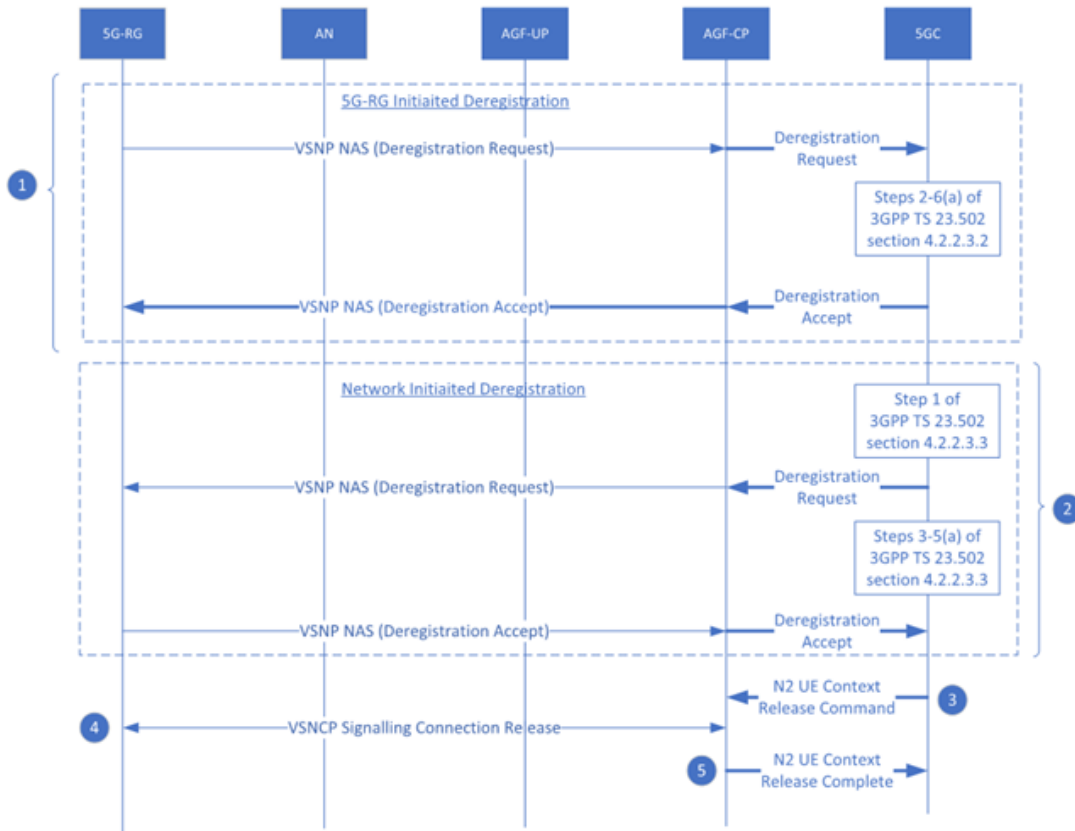 5G-RG
AN
AGF-UP
AGF-CP
5GC
5G-RG Initiaited Deregistration
VSNP NAS (Deregistration Request)
Deregistration
Request
1
Steps 2-6(a) of
3GPP TS 23.502
section 4.2.2.3.2
VSNP NAS (Deregistration Accept)
Deregistration
Accept
Network Initiaited Deregistration
Step 1 of
3GPP TS 23.502
section 4.2.2.3.3
VSNP NAS (Deregistration Request)
Deregistration
Request
2
Steps 3-5(a) of
3GPP TS 23.502
section 4.2.2.3.3
VSNP NAS (Deregistration Accept)
Deregistration
Accept
N2 UE Context
Release Command
3
4
VSNCP Signalling Connection Release
5
N2 UE Context
Release Complete